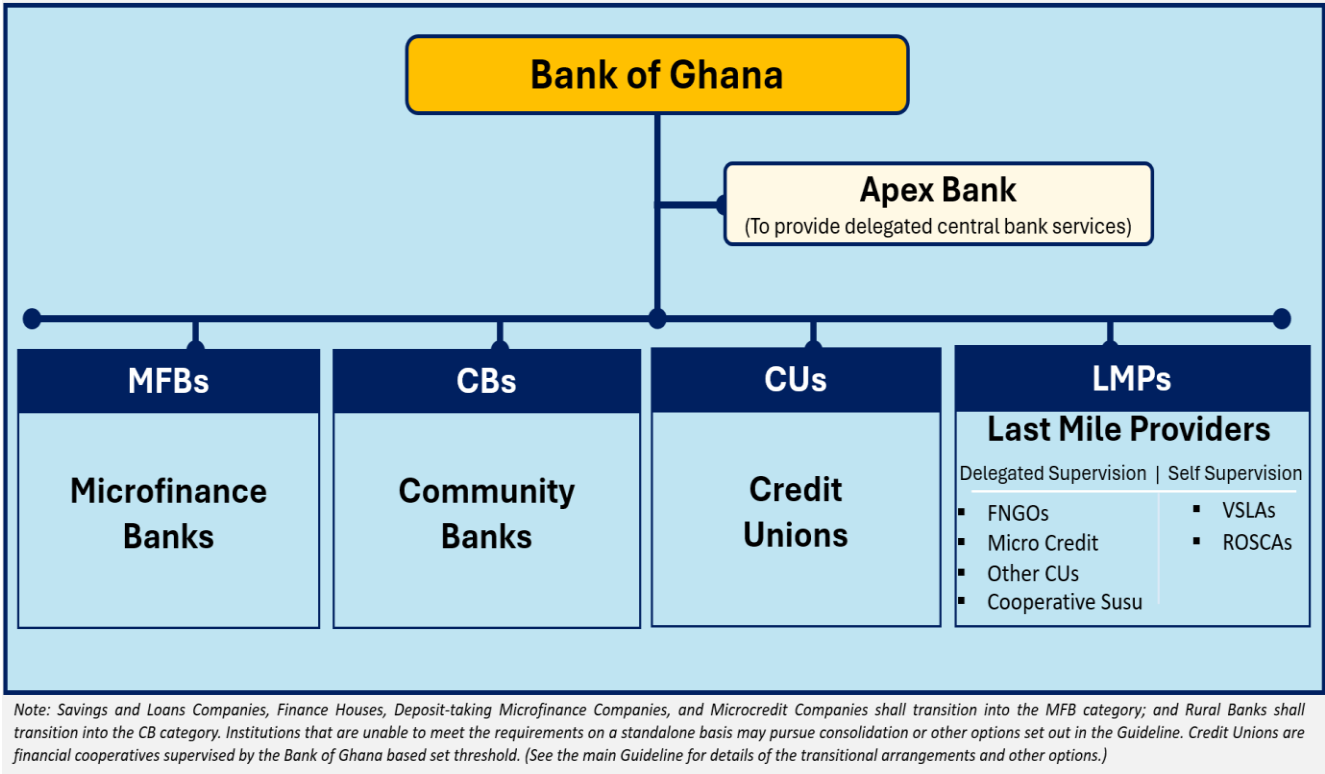 Bank of Ghana
Apex Bank
(To provide delegated central bank services)
MFBs
Microfinance
Banks
CBs
Community
Banks
CUs
Credit
Unions
LMPs
Last Mile Providers
Delegated Supervision | Self Supervision
▪ FNGOs
▪ Micro Credit
▪ Other CUs
▪ Cooperative Susu
▪ VSLAs
▪ ROSCAs
Note: Savings and Loans Companies, Finance Houses, Deposit-taking Microfinance Companies, and Microcredit Companies shall transition into the MFB category; and Rural Banks shall
transition into the CB category. Institutions that are unable to meet the requirements on a standalone basis may pursue consolidation or other options set out in the Guideline. Credit Unions are
financial cooperatives supervised by the Bank of Ghana based set threshold. (See the main Guideline for details of the transitional arrangements and other options.)